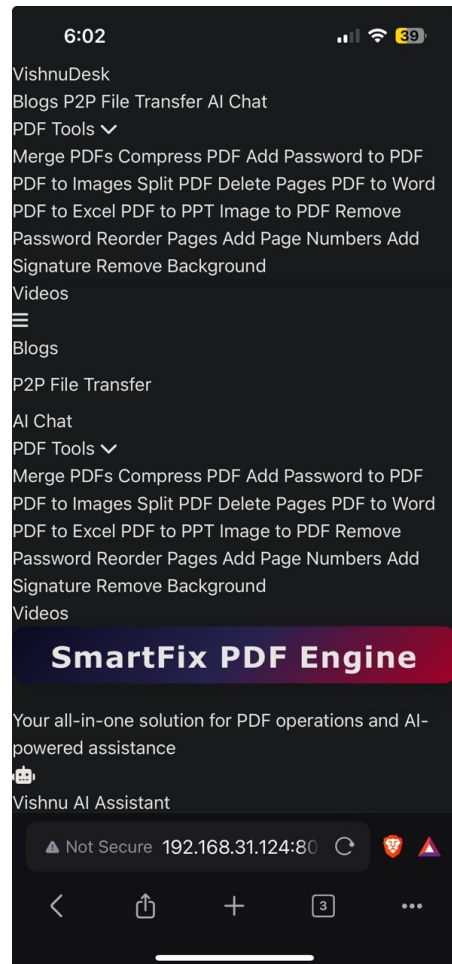 6:02
39
VishnuDesk
Blogs P2P File Transfer AI Chat
PDF Tools
Merge PDFs Compress PDF Add Password to PDF
PDF to Images Split PDF Delete Pages PDF to Word
PDF to Excel PDF to PPT Image to PDF Remove
Password Reorder Pages Add Page Numbers Add
Signature Remove Background
Videos
Blogs
P2P File Transfer
AI Chat
PDF Tools
Merge PDFs Compress PDF Add Password to PDF
PDF to Images Split PDF Delete Pages PDF to Word
PDF to Excel PDF to PPT Image to PDF Remove
Password Reorder Pages Add Page Numbers Add
Signature Remove Background
Videos
SmartFix PDF Engine
Your all-in-one solution for PDF operations and AI-
powered assistance
Vishnu AI Assistant
Not Secure 192.168.31.124:80
3